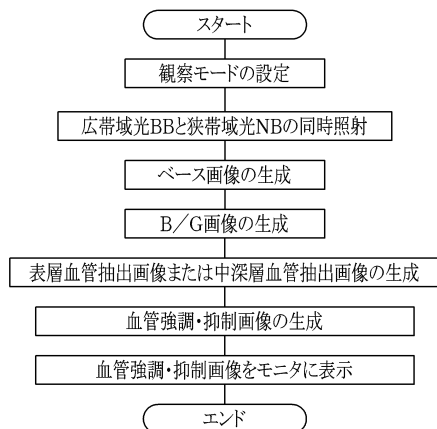 スタート
観察モードの設定
広帯域光BBと狭帯域光NBの同時照射
ベース画像の生成
B／G画像の生成
表層血管抽出画像または中深層血管抽出画像の生成
血管強調・抑制画像の生成
血管強調・抑制画像をモニタに表示
エンド